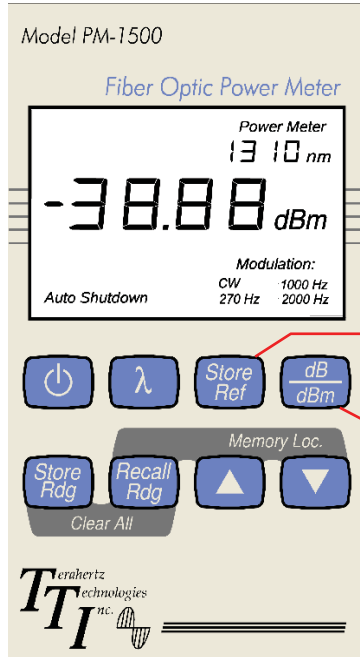 Model PM-1500
Fiber Optic Power Meter
Power Meter
1310 nm
-38.88 dBm
Modulation:
CW 1000 Hz
Auto Shutdown 270 Hz 2000 Hz
λ
Store Ref
dB
dBm
Memory Loc.
Store Rdg
Recall Rdg
Clear All
Terahertz
Technologies
Inc.